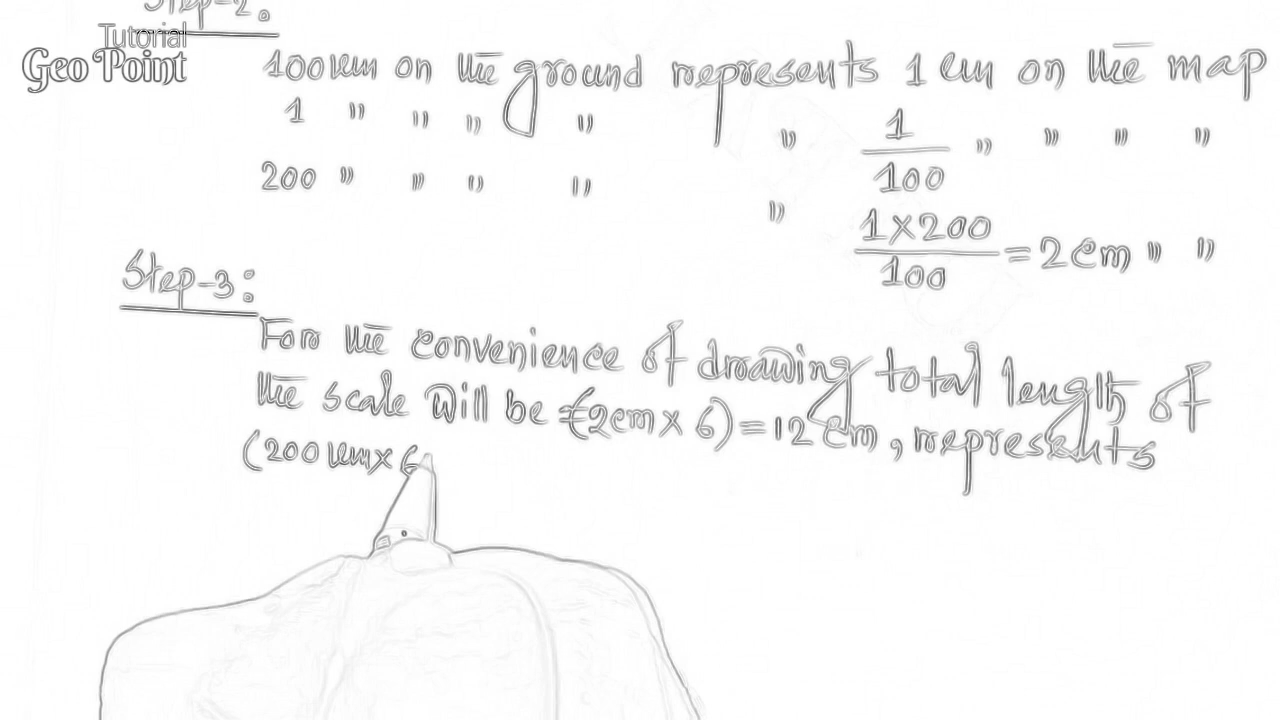 Step-2:
Tutorial
Geo Point
100km on the ground represents 1 cm on the map
1 " " " " " 1/100 " " " "
200 " " " " " 1×200/100 = 2cm " "
Step-3:
For the convenience of drawing total length of
the scale will be (2cm × 6) = 12 cm, represents
(200km× 6